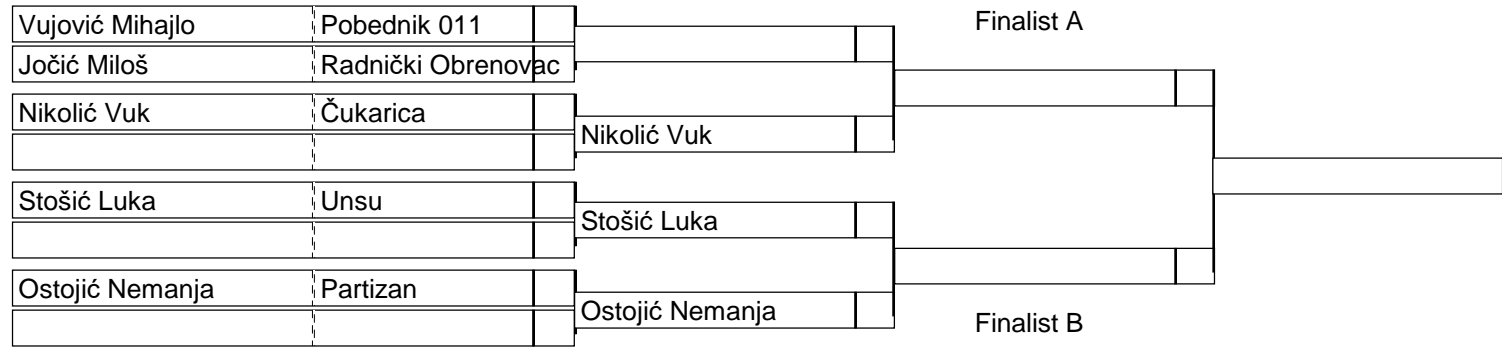 Vujović Mihajlo Pobednik 011 Finalist A
Jočić Miloš Radnički Obrenovac
Nikolić Vuk Čukarica
Nikolić Vuk
Stošić Luka Unsu
Stošić Luka
Ostojić Nemanja Partizan
Ostojić Nemanja
Finalist B